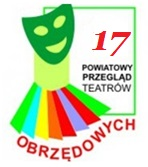 17
POWIATOWY
PRZEGLĄD
TEATRÓW
OBRZĘDOWYCH